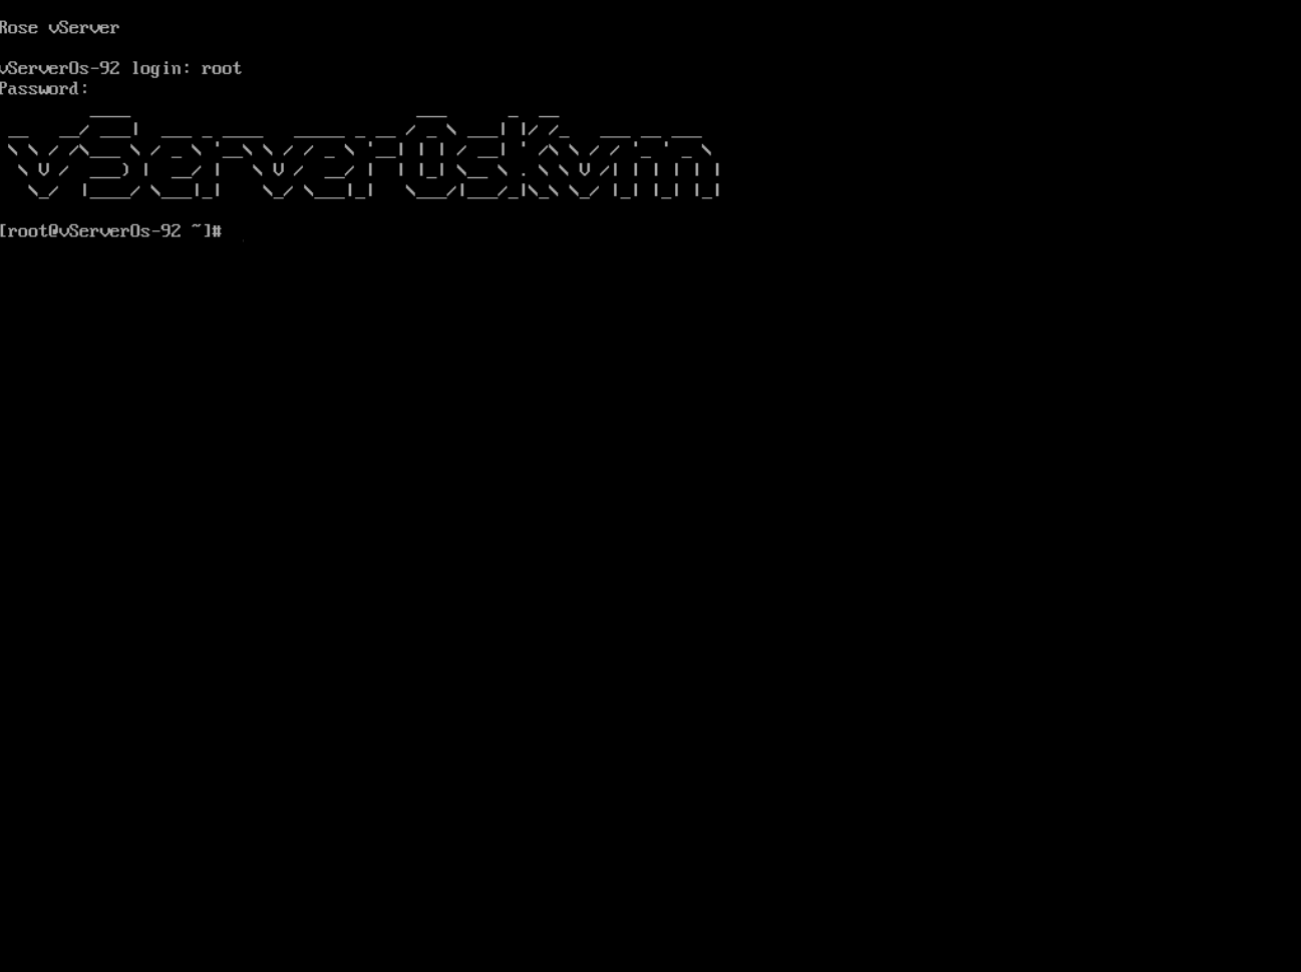 Rose vServer
vServerOs-92 login: root
Password:
vServerOsKvm
[root@vServerOs-92 ~]#